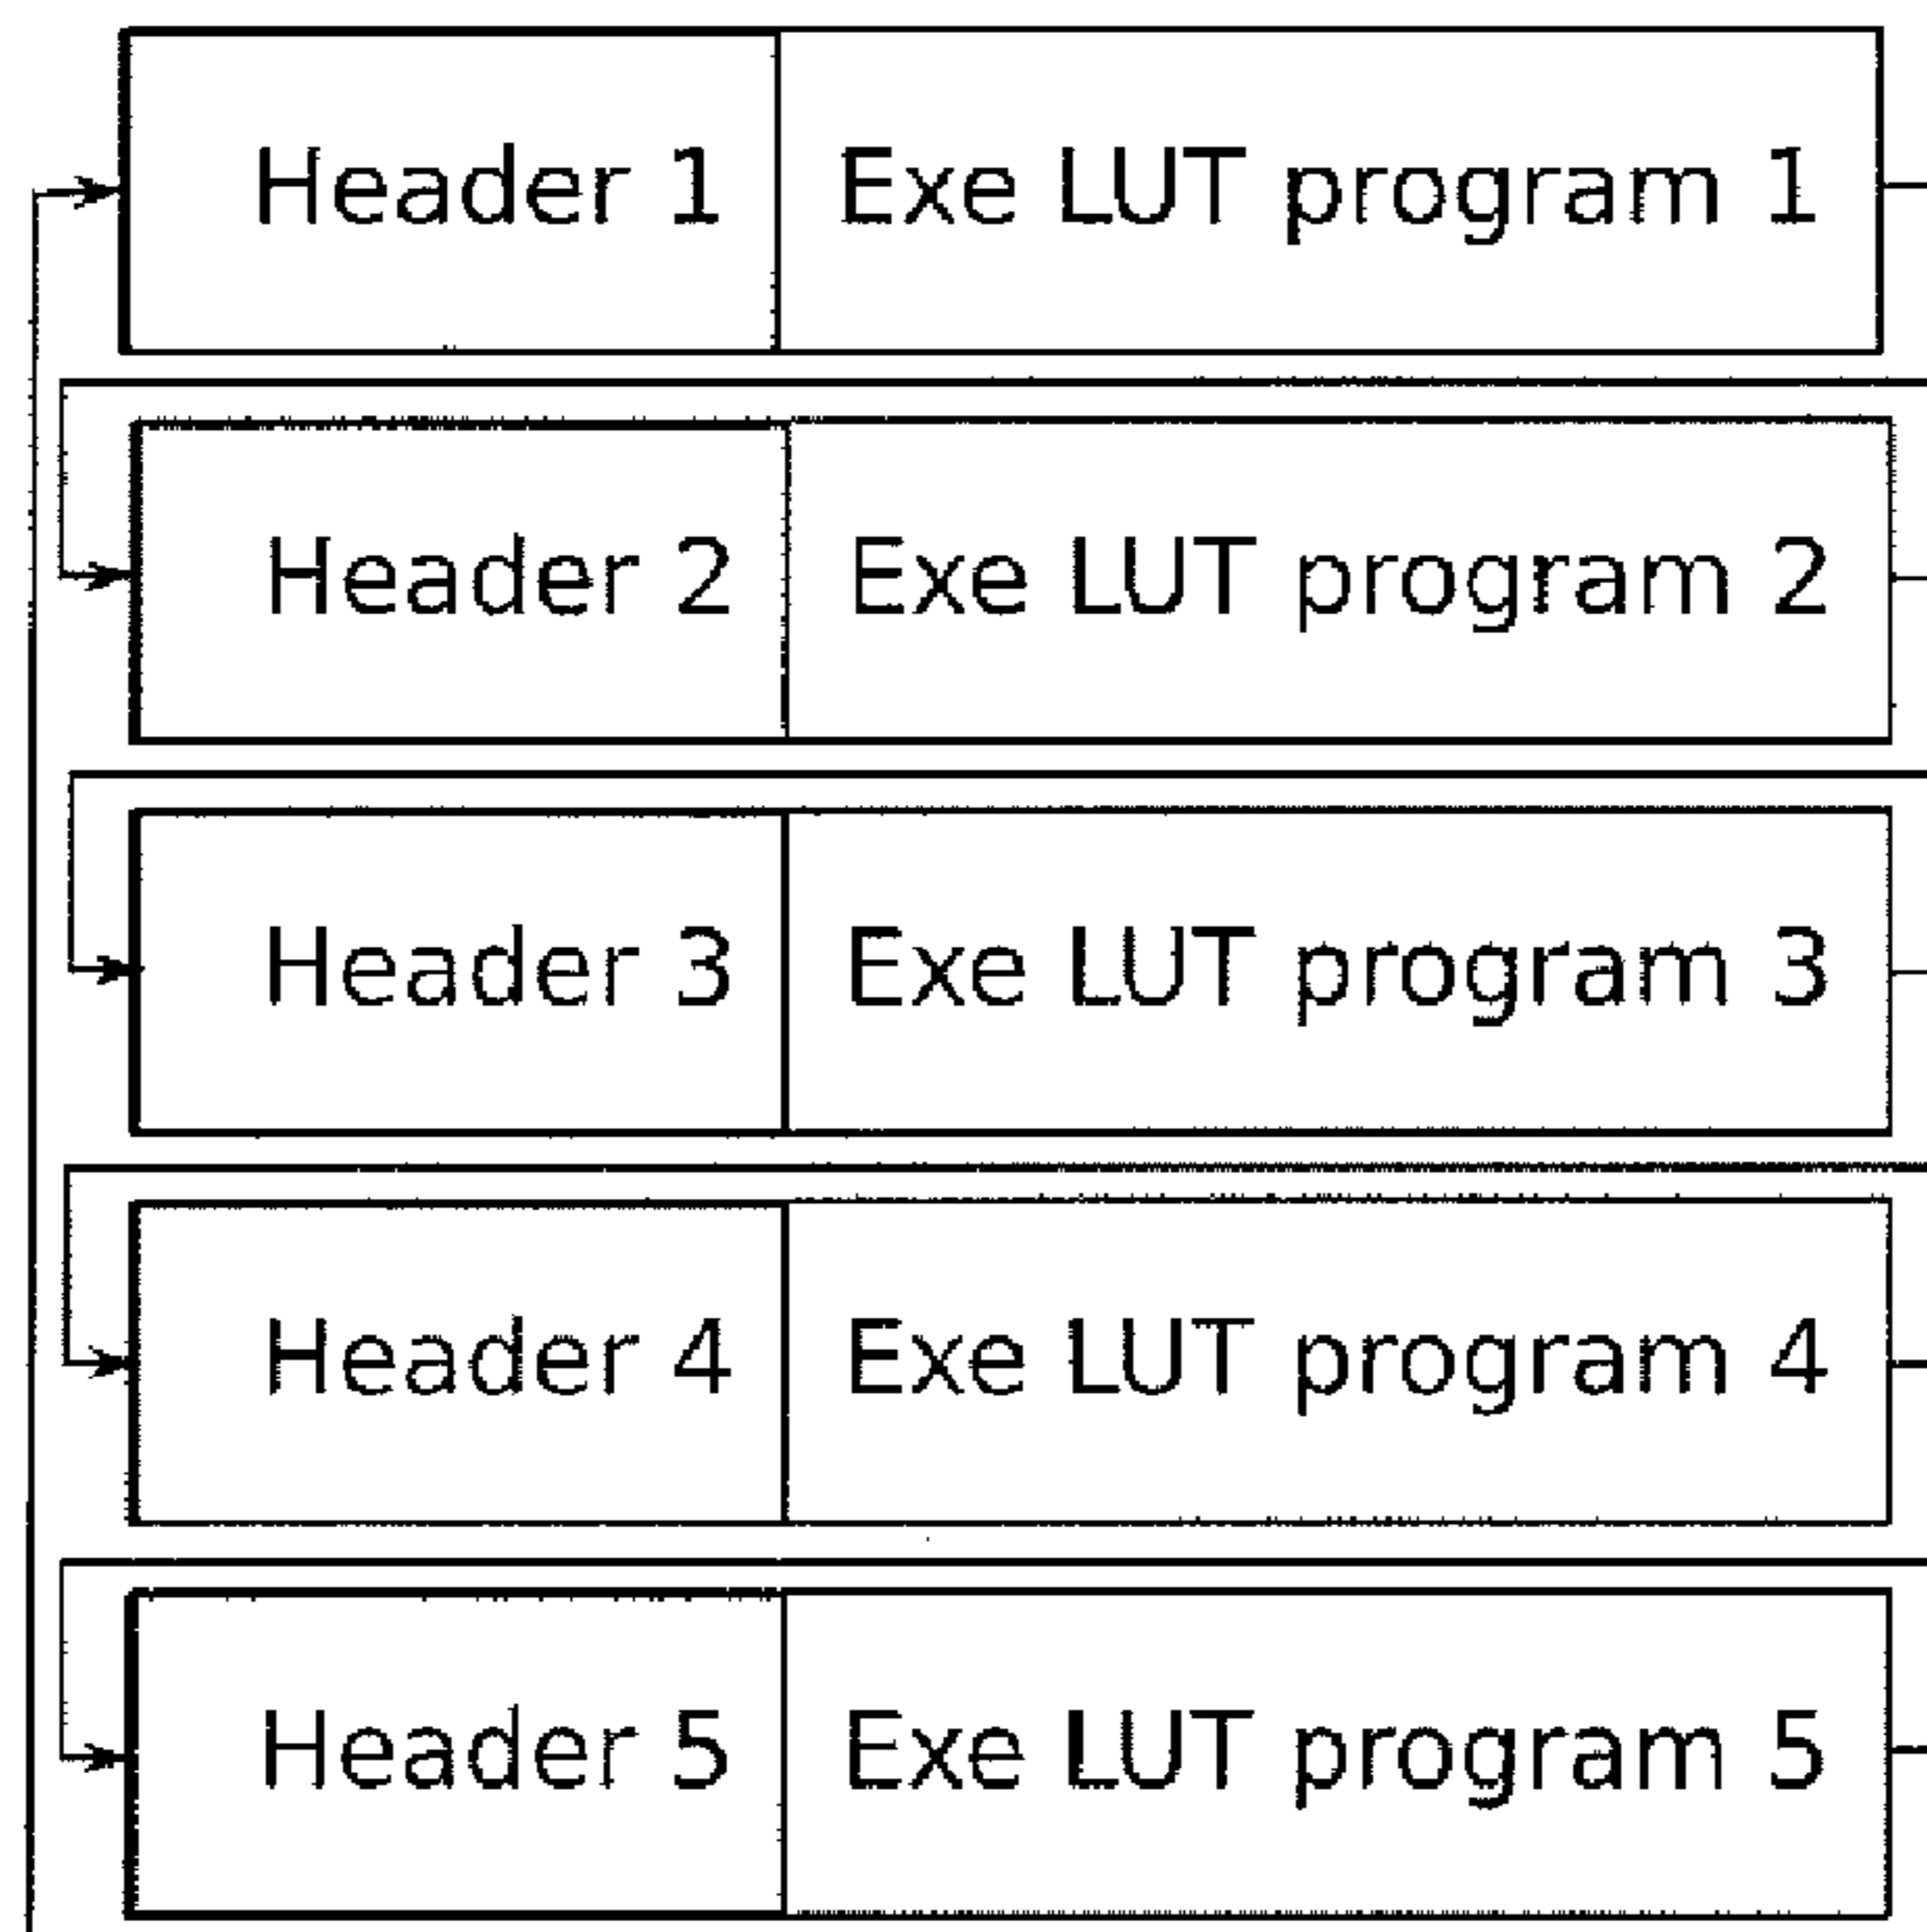 Header 1 Exe LUT program 1
Header 2 Exe LUT program 2
Header 3 Exe LUT program 3
Header 4 Exe LUT program 4
Header 5 Exe LUT program 5